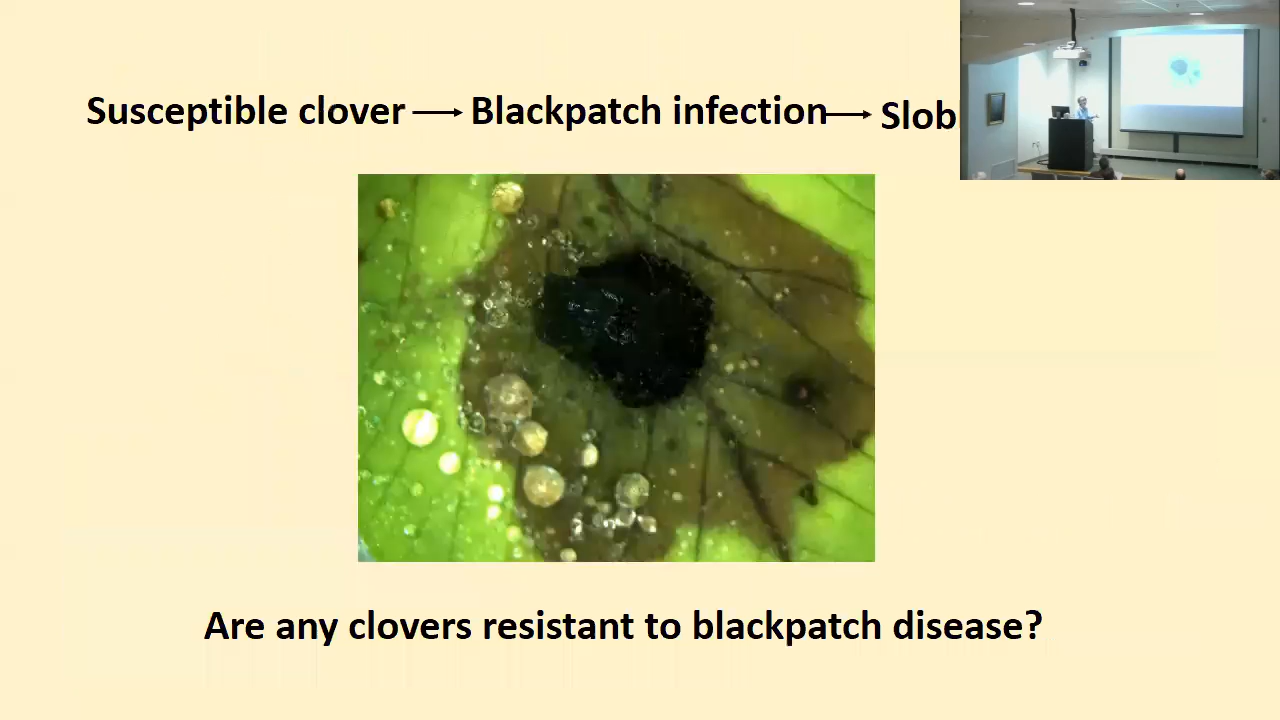 Susceptible clover → Blackpatch infection → Slob
Are any clovers resistant to blackpatch disease?